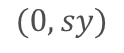 (0, sy)